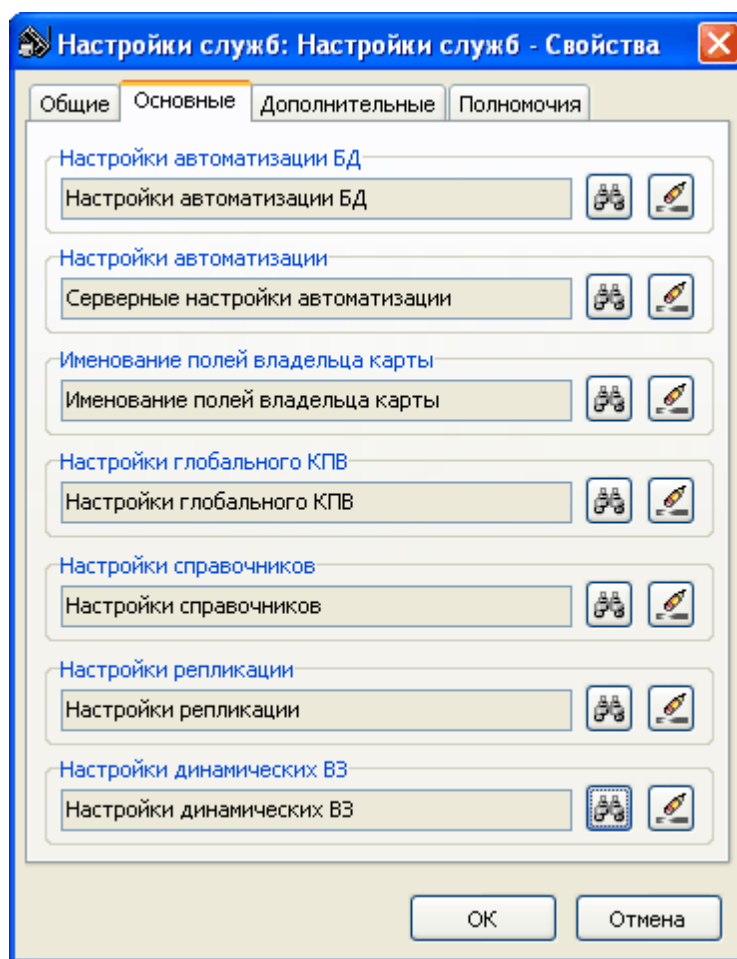 Настройки служб: Настройки служб - Свойства
Общие Основные Дополнительные Полномочия
Настройки автоматизации БД
Настройки автоматизации БД
Настройки автоматизации
Серверные настройки автоматизации
Именование полей владельца карты
Именование полей владельца карты
Настройки глобального КПВ
Настройки глобального КПВ
Настройки справочников
Настройки справочников
Настройки репликации
Настройки репликации
Настройки динамических ВЗ
Настройки динамических ВЗ
ОК Отмена